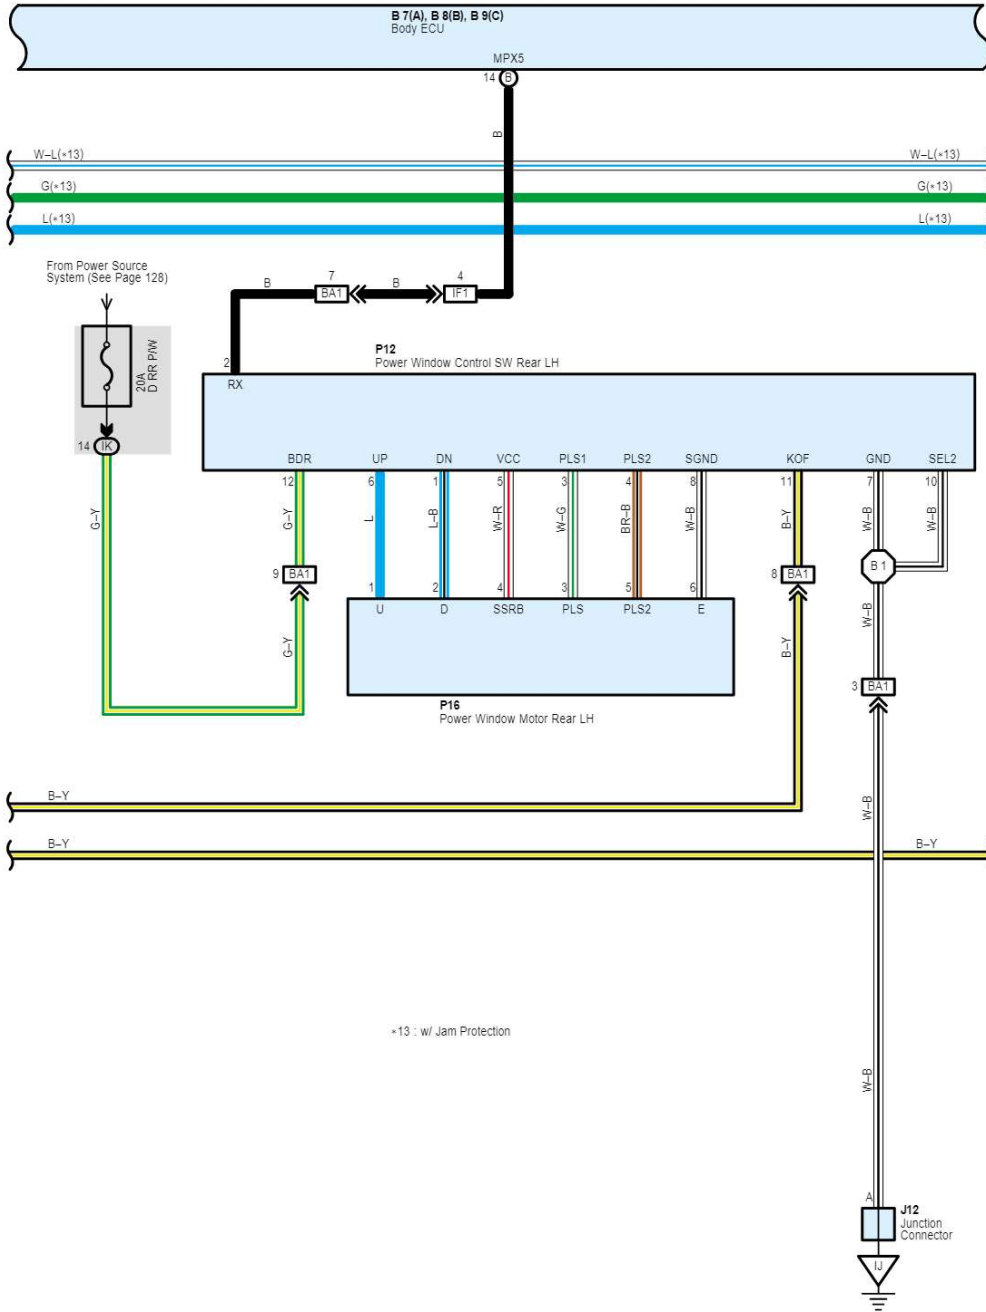 B 7(A), B 8(B), B 9(C)
Body ECU
MPX5
14 B
B
W–L(*13) W–L(*13)
G(*13) G(*13)
L(*13) L(*13)
From Power Source
System (See Page 128)
B 7 B 4
BA1 IF1
20A
D RR P/W
14 IK
P12
Power Window Control SW Rear LH
2
RX
BDR UP DN VCC PLS1 PLS2 SGND KOF GND SEL2
12 6 1 5 3 4 8 11 7 10
G–Y G–Y L L–B W–R W–G BR–B W–B B–Y W–B W–B
9 BA1 8 BA1 B 1
1 2 4 3 5 6
U D SSRB PLS PLS2 E
G–Y B–Y W–B
3 BA1
P16
Power Window Motor Rear LH
B–Y
W–B
B–Y B–Y
*13 : w/ Jam Protection
W–B
A
J12
Junction
Connector
IJ